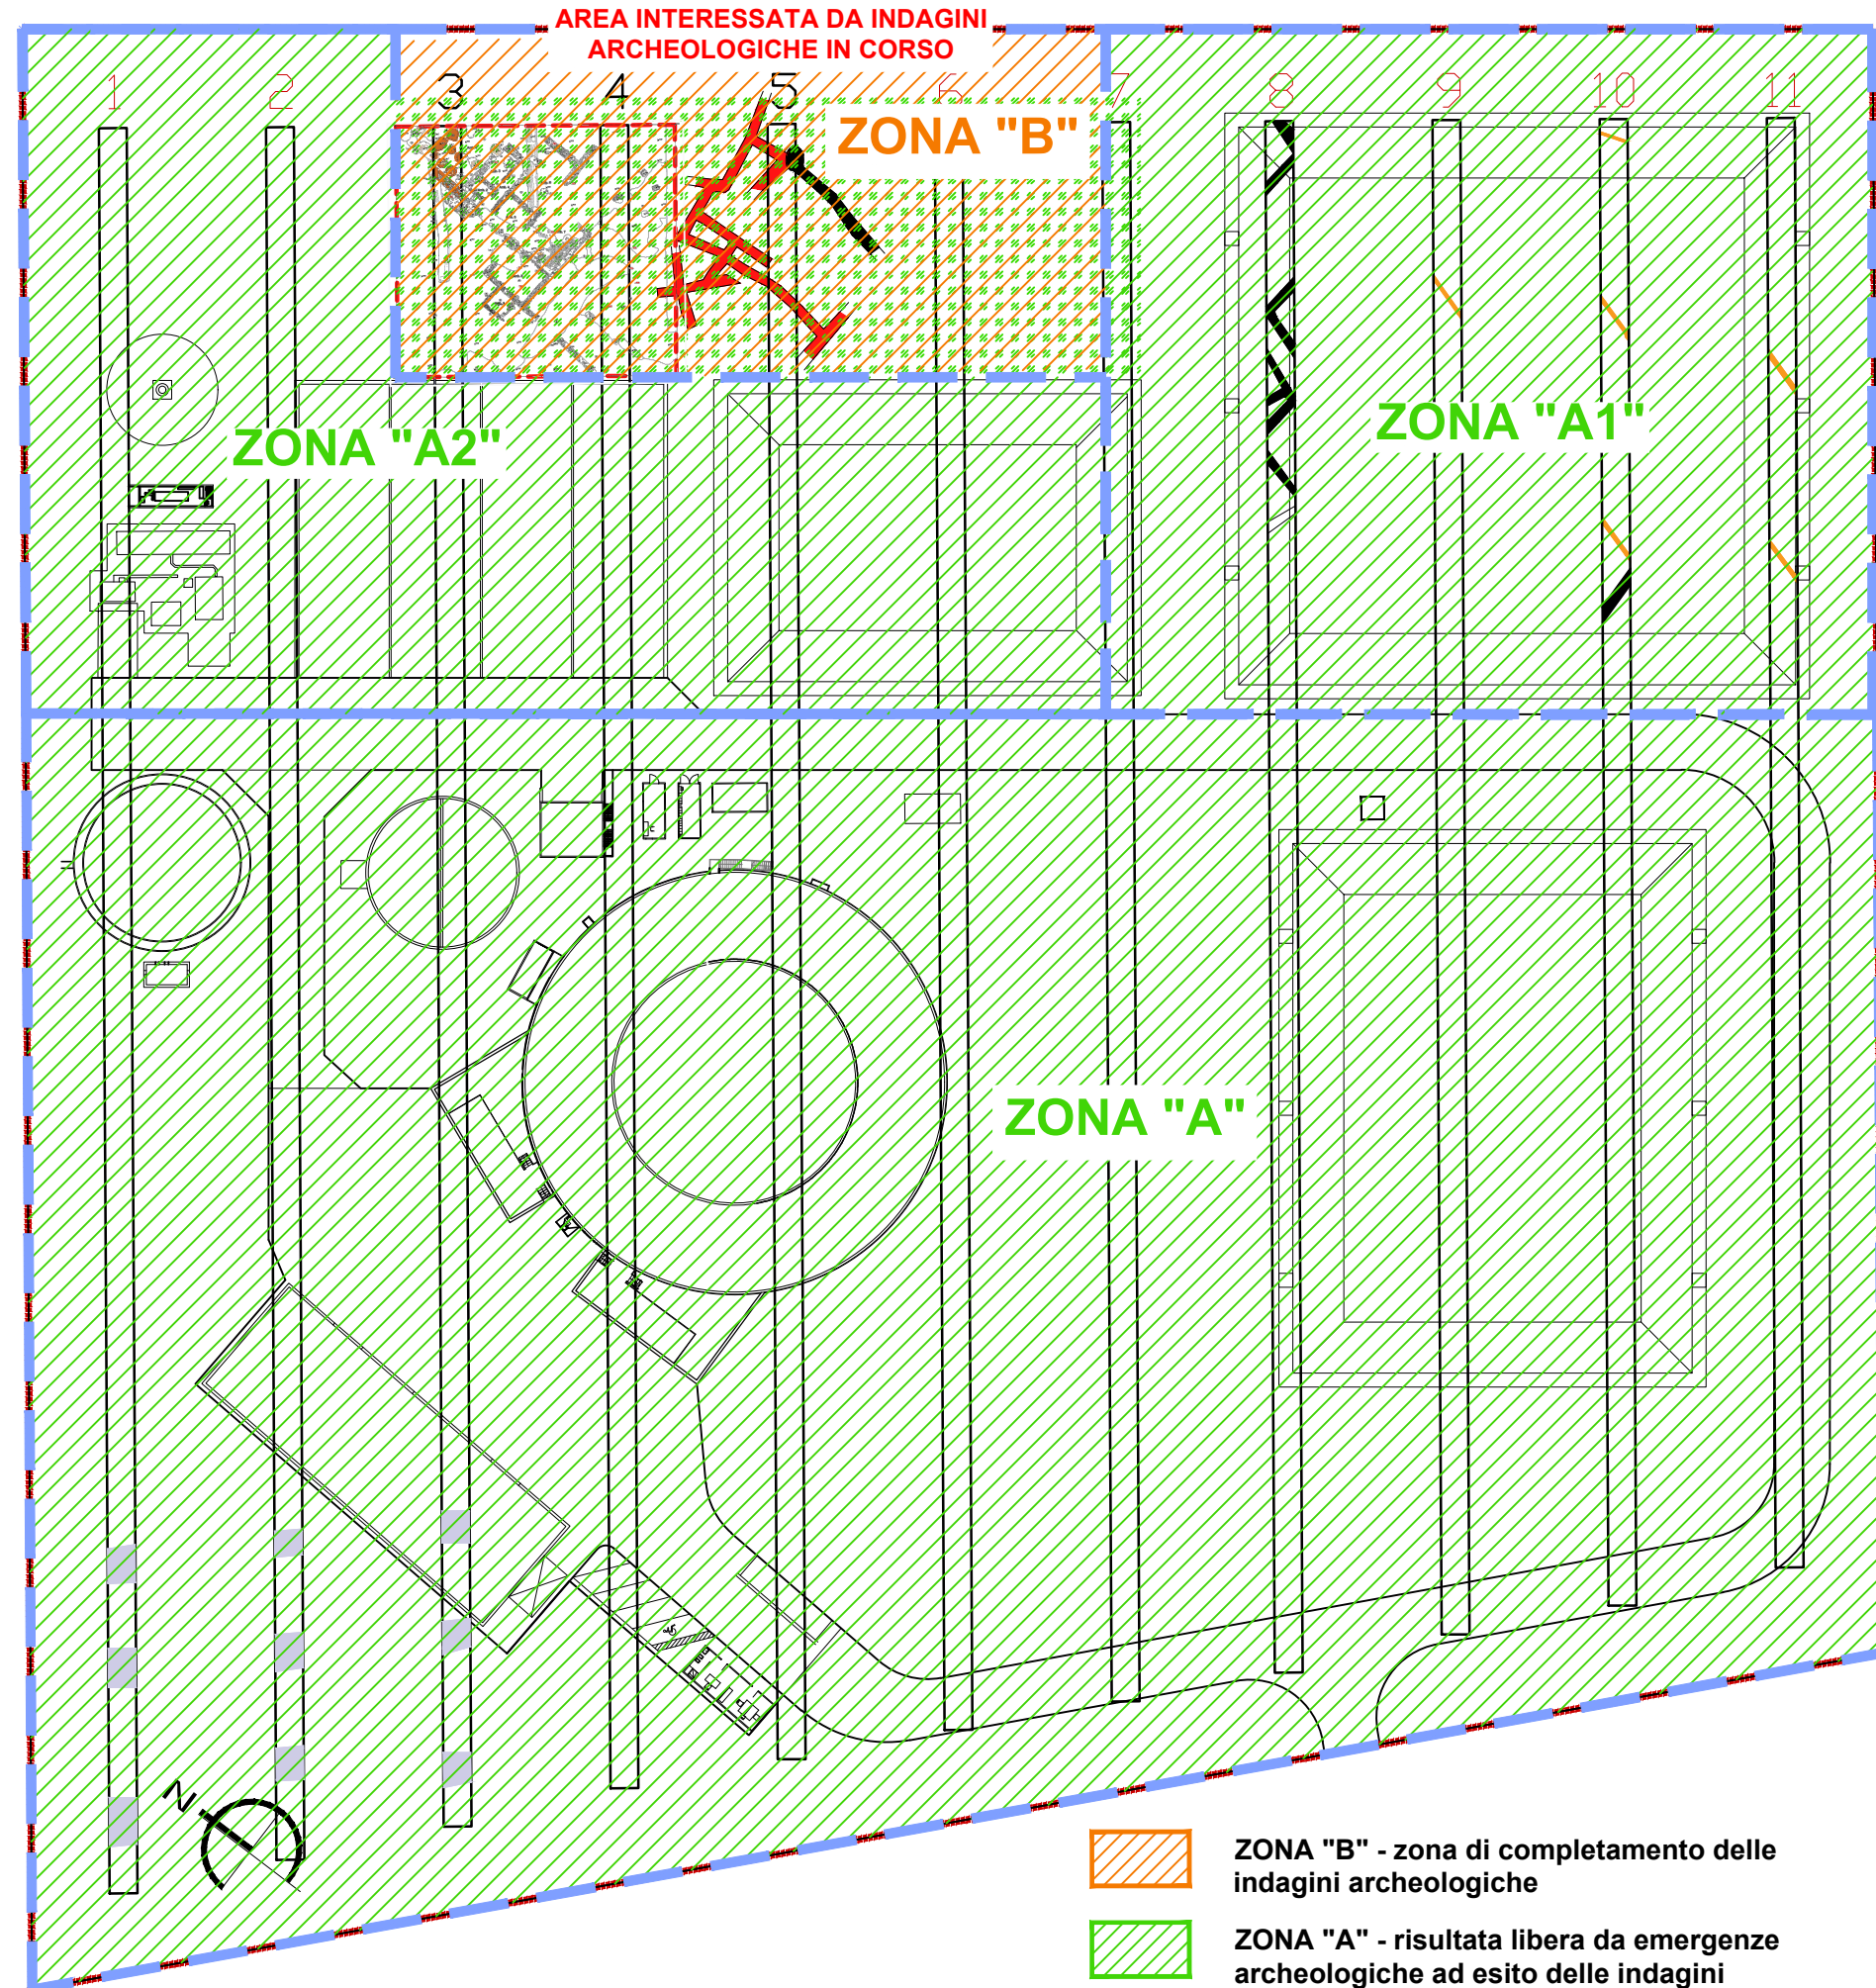 AREA INTERESSATA DA INDAGINI
ARCHEOLOGICHE IN CORSO
1 2 3 4 5 6 7 8 9 10 11
ZONA "B"
ZONA "A2"
ZONA "A1"
ZONA "A"
N
ZONA "B" - zona di completamento delle
indagini archeologiche
ZONA "A" - risultata libera da emergenze
archeologiche ad esito delle indagini